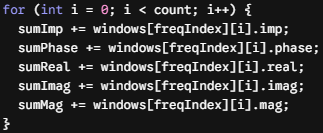 for (int i = 0; i < count; i++) {
  sumImp += windows[freqIndex][i].imp;
  sumPhase += windows[freqIndex][i].phase;
  sumReal += windows[freqIndex][i].real;
  sumImag += windows[freqIndex][i].imag;
  sumMag += windows[freqIndex][i].mag;
}